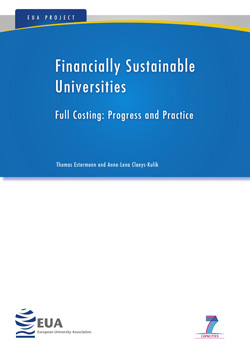 EUA PROJECT
Financially Sustainable
Universities
Full Costing: Progress and Practice
Thomas Estermann and Anna-Lena Claeys-Kulik
EUA
European University Association
7
CAPACITIES